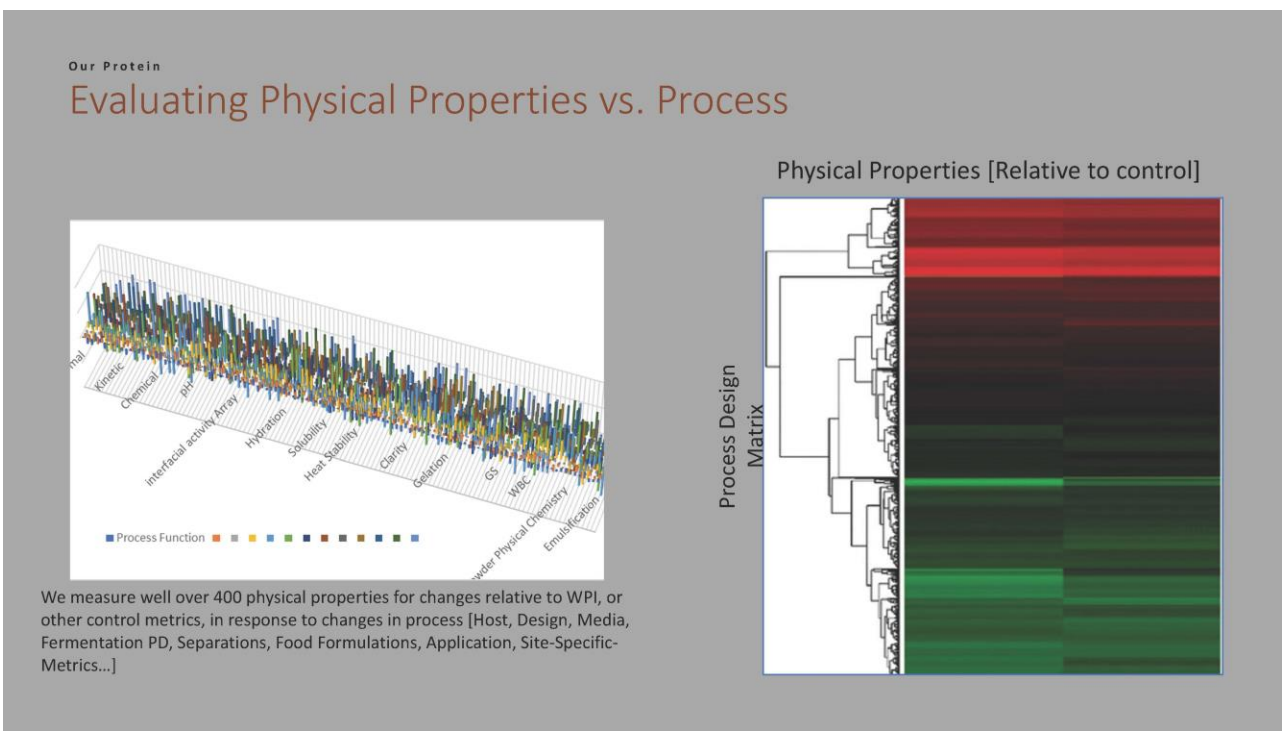 Our Protein
Evaluating Physical Properties vs. Process
Physical Properties [Relative to control]
mal
Kinetic
Chemical
pH
interfacial activity Array
Hydration
Solubility
Heat Stability
Clarity
Gelation
GS
WBC
wder Physical Chemistry
Emulsification
Process Function
Process Design
Matrix
We measure well over 400 physical properties for changes relative to WPI, or
other control metrics, in response to changes in process [Host, Design, Media,
Fermentation PD, Separations, Food Formulations, Application, Site-Specific-
Metrics…]